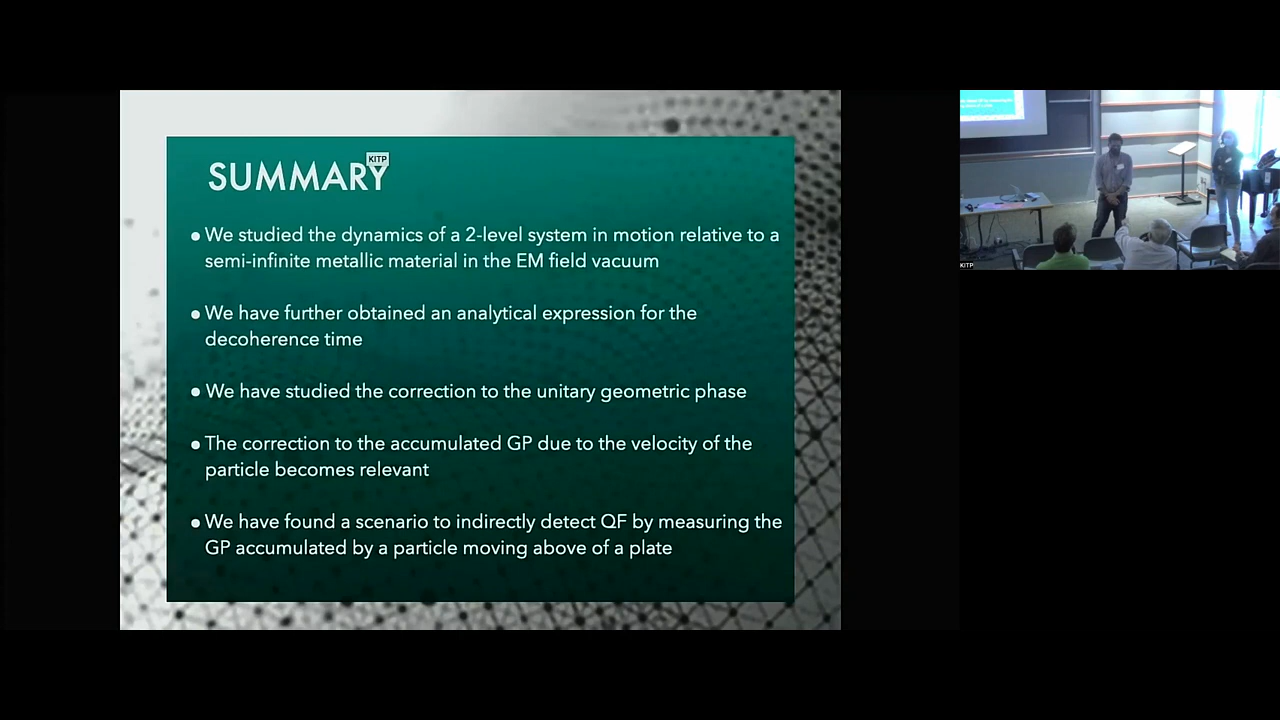 SUMMARY
KITP
● We studied the dynamics of a 2-level system in motion relative to a
semi-infinite metallic material in the EM field vacuum
● We have further obtained an analytical expression for the
decoherence time
● We have studied the correction to the unitary geometric phase
● The correction to the accumulated GP due to the velocity of the
particle becomes relevant
● We have found a scenario to indirectly detect QF by measuring the
GP accumulated by a particle moving above of a plate
KITP